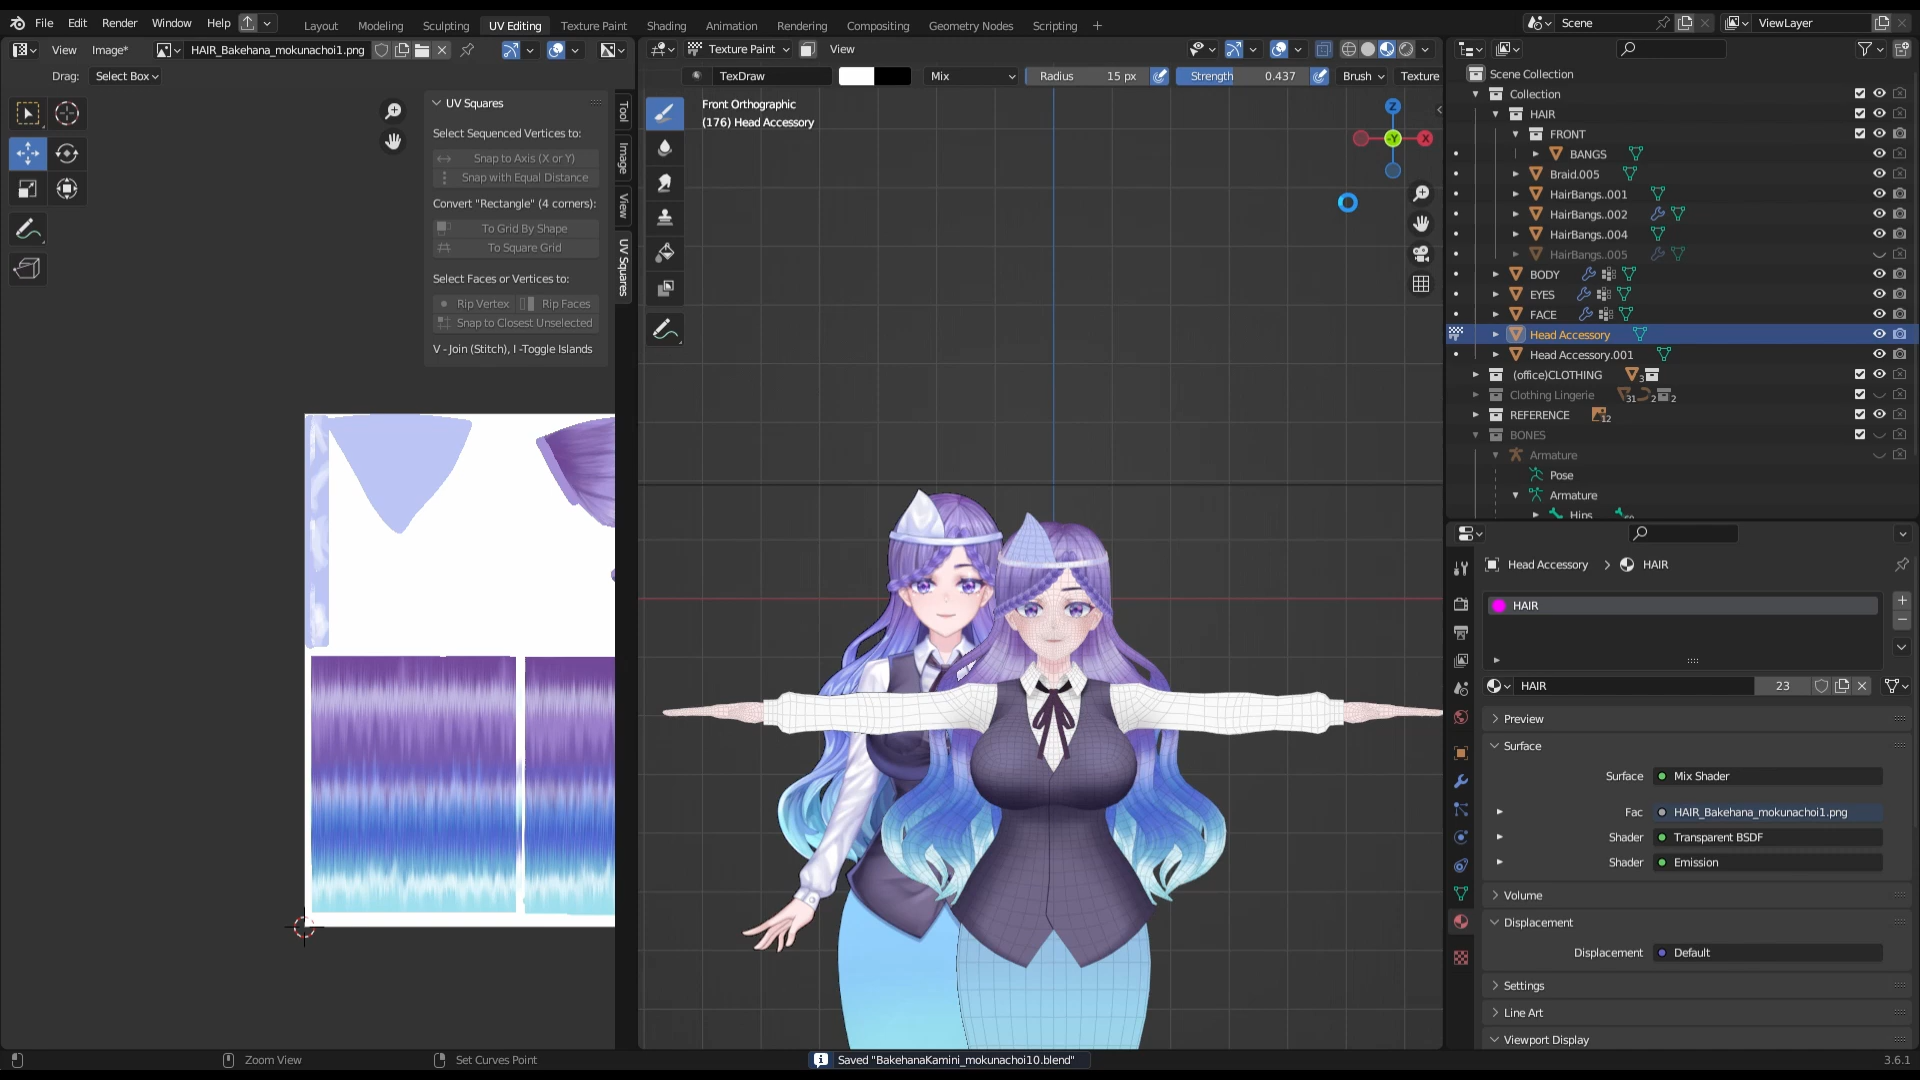 File Edit Render Window Help
Layout Modeling Sculpting UV Editing Texture Paint Shading Animation Rendering Compositing Geometry Nodes Scripting +
Scene
ViewLayer
View Image* HAIR_Bakehana_mokunachoi1.png
Drag: Select Box
UV Squares
Select Sequenced Vertices to:
Snap to Axis (X or Y)
Snap with Equal Distance
Convert "Rectangle" (4 corners):
To Grid By Shape
To Square Grid
Select Faces or Vertices to:
Rip Vertex Rip Faces
Snap to Closest Unselected
V - Join (Stitch), I -Toggle Islands
Tool
Image
View
UV Squares
Texture Paint View
TexDraw Mix Radius 15 px Strength 0.437 Brush Texture
Front Orthographic
(176) Head Accessory
Z
-Y
X
Scene Collection
Collection
HAIR
FRONT
BANGS
Braid.005
HairBangs..001
HairBangs..002
HairBangs..004
HairBangs..005
BODY
EYES
FACE
Head Accessory
Head Accessory.001
(office)CLOTHING 3
Clothing Lingerie 31 2 2
REFERENCE 12
BONES
Armature
Pose
Armature
Hips
Head Accessory > HAIR
HAIR
HAIR 23
Preview
Surface
Surface Mix Shader
Fac HAIR_Bakehana_mokunachoi1.png
Shader Transparent BSDF
Shader Emission
Volume
Displacement
Displacement Default
Settings
Line Art
Viewport Display
Zoom View
Set Curves Point
Saved "BakehanaKamini_mokunachoi10.blend"
3.6.1